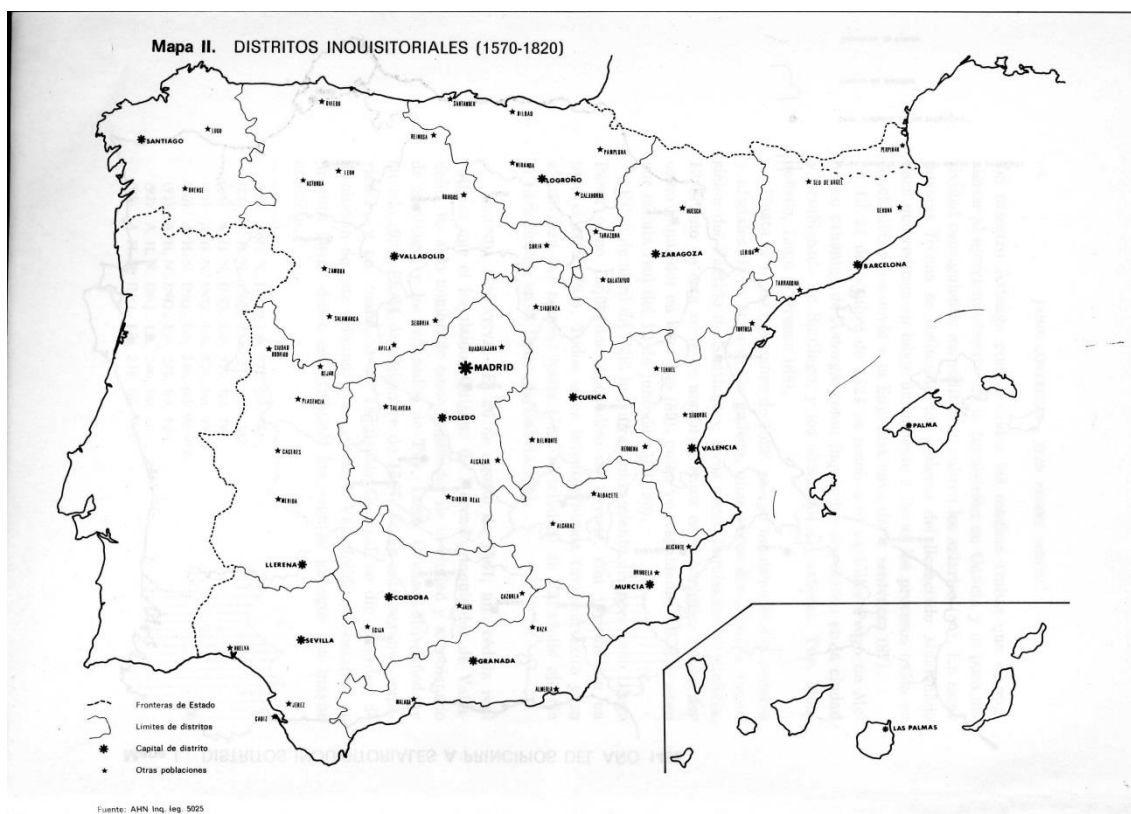 Mapa II. DISTRITOS INQUISITORIALES (1570-1820)
OVIEDO
SANTANDER
BILBAO
LUGO
SANTIAGO
REINOSA
PAMPLONA
PERPIÑAN
MIRANDA
LEON
ASTORGA
LOGROÑO
SEO DE URGEL
ORENSE
BURGOS
CALAHORRA
HUESCA
GERONA
TARAZONA
SORIA
VALLADOLID
ZARAGOZA
LERIDA
BARCELONA
ZAMORA
CALATAYUD
TARRAGONA
SIGÜENZA
SALAMANCA
SEGOVIA
TORTOSA
CIUDAD
RODRIGO
AVILA
GUADALAJARA
BEJAR
MADRID
TERUEL
PLASENCIA
TALAVERA
TOLEDO
CUENCA
SEGORBE
PALMA
CACERES
BELMONTE
REQUENA
VALENCIA
ALCAZAR
MERIDA
CIUDAD REAL
ALBACETE
ALCARAZ
ALICANTE
LLERENA
ORIHUELA
MURCIA
CORDOBA
CAZORLA
JAEN
ECIJA
BAZA
SEVILLA
HUELVA
GRANADA
ALMERIA
MALAGA
JEREZ
CADIZ
LAS PALMAS
Fronteras de Estado
Límites de distritos
Capital de distrito
Otras poblaciones
Fuente: AHN Inq. leg. 5025